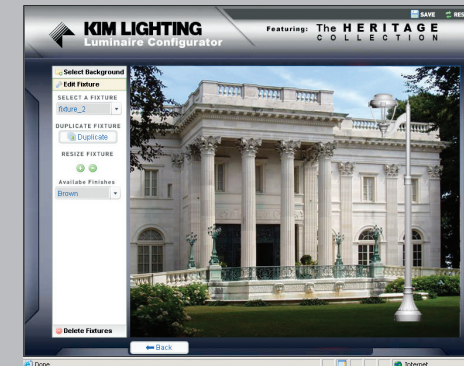 SAVE
KIM LIGHTING
Luminaire Configurator
Featuring: The HERITAGE
COLLECTION
Select Background
Edit Fixture
SELECT A FIXTURE
fixture_2
DUPLICATE FIXTURE
Duplicate
RESIZE FIXTURE
Availabe Finishes
Brown
Delete Fixtures
Back
Done
Internet